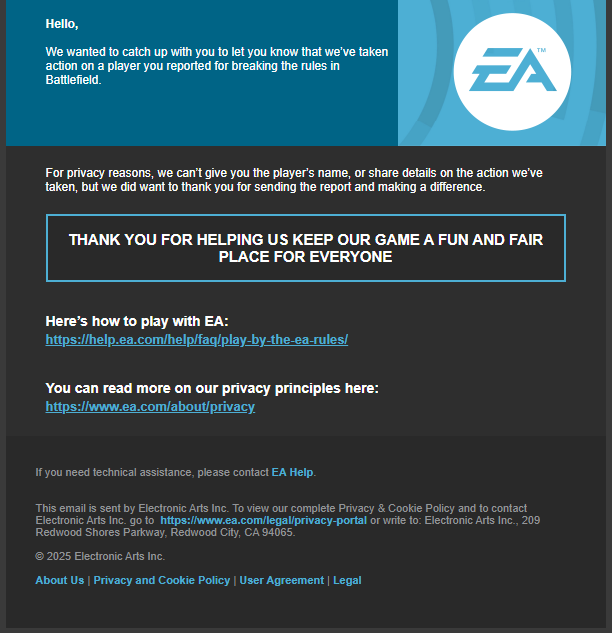 Hello,
We wanted to catch up with you to let you know that we've taken
action on a player you reported for breaking the rules in
Battlefield.
EA™
For privacy reasons, we can't give you the player's name, or share details on the action we've
taken, but we did want to thank you for sending the report and making a difference.
THANK YOU FOR HELPING US KEEP OUR GAME A FUN AND FAIR
PLACE FOR EVERYONE
Here's how to play with EA:
https://help.ea.com/help/faq/play-by-the-ea-rules/
You can read more on our privacy principles here:
https://www.ea.com/about/privacy
If you need technical assistance, please contact EA Help.
This email is sent by Electronic Arts Inc. To view our complete Privacy & Cookie Policy and to contact
Electronic Arts Inc. go to https://www.ea.com/legal/privacy-portal or write to: Electronic Arts Inc., 209
Redwood Shores Parkway, Redwood City, CA 94065.
© 2025 Electronic Arts Inc.
About Us | Privacy and Cookie Policy | User Agreement | Legal